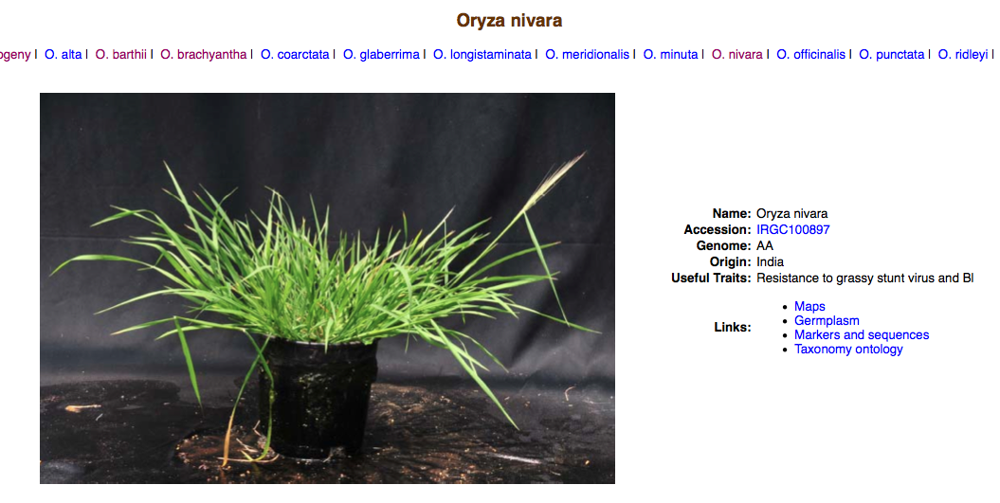 Oryza nivara
ogeny | O. alta | O. barthii | O. brachyantha | O. coarctata | O. glaberrima | O. longistaminata | O. meridionalis | O. minuta | O. nivara | O. officinalis | O. punctata | O. ridleyi |
Name: Oryza nivara
Accession: IRGC100897
Genome: AA
Origin: India
Useful Traits: Resistance to grassy stunt virus and Bl
Links:
• Maps
• Germplasm
• Markers and sequences
• Taxonomy ontology